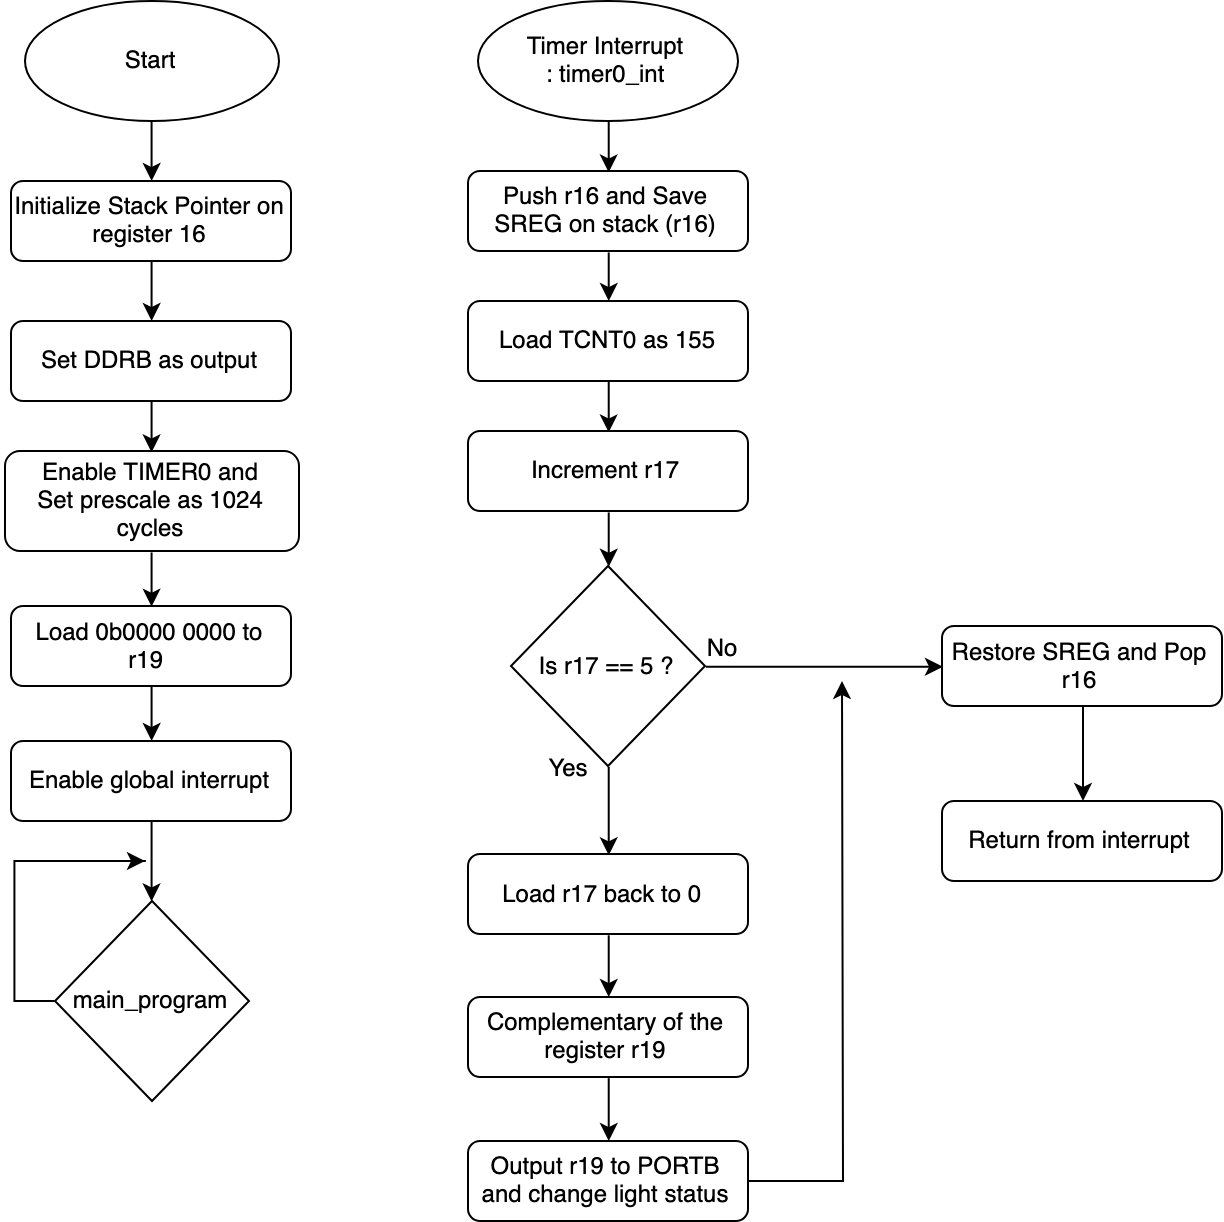 Start
Initialize Stack Pointer on
register 16
Set DDRB as output
Enable TIMER0 and
Set prescale as 1024
cycles
Load 0b0000 0000 to
r19
Enable global interrupt
main_program
Timer Interrupt
: timer0_int
Push r16 and Save
SREG on stack (r16)
Load TCNT0 as 155
Increment r17
Is r17 == 5 ?
No
Yes
Load r17 back to 0
Complementary of the
register r19
Output r19 to PORTB
and change light status
Restore SREG and Pop
r16
Return from interrupt